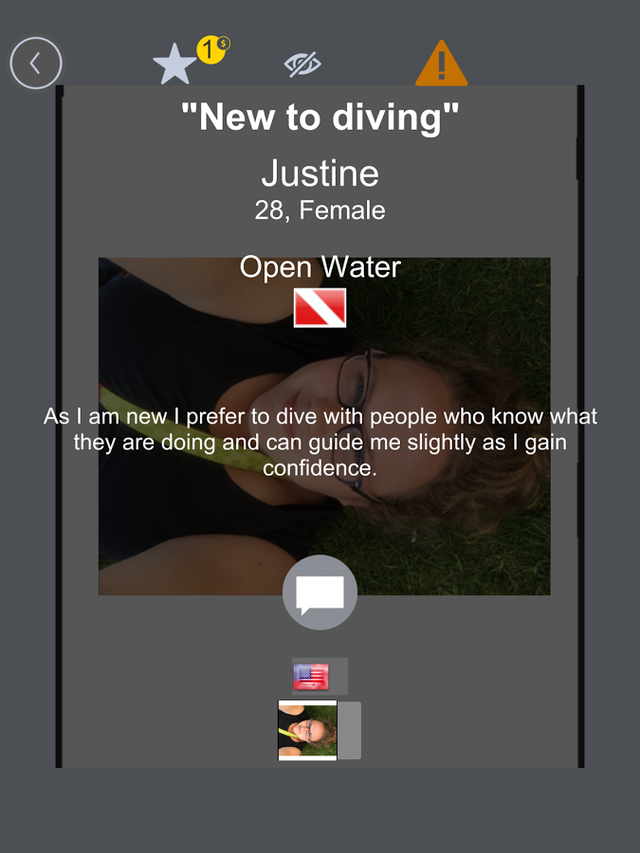 1 $
"New to diving"
Justine
28, Female
Open Water
As I am new I prefer to dive with people who know what
they are doing and can guide me slightly as I gain
confidence.